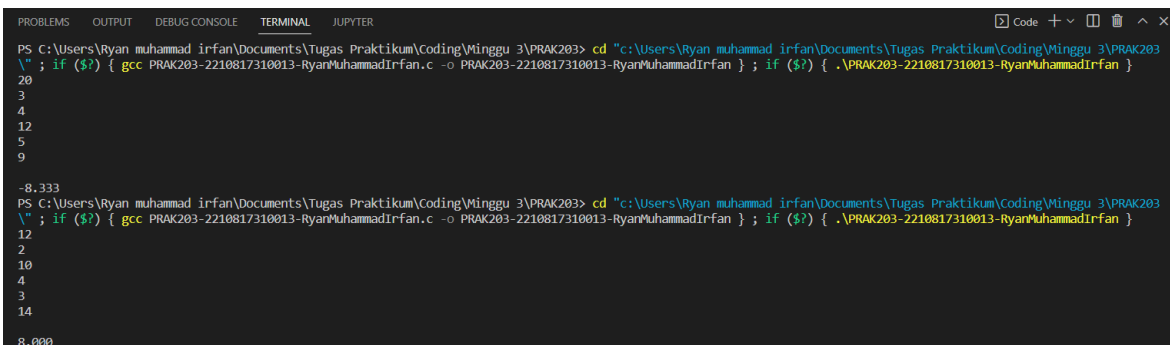 PROBLEMS OUTPUT DEBUG CONSOLE TERMINAL JUPYTER Code
PS C:\Users\Ryan muhammad irfan\Documents\Tugas Praktikum\Coding\Minggu 3\PRAK203> cd "c:\Users\Ryan muhammad irfan\Documents\Tugas Praktikum\Coding\Minggu 3\PRAK203
\" ; if ($?) { gcc PRAK203-2210817310013-RyanMuhammadIrfan.c -o PRAK203-2210817310013-RyanMuhammadIrfan } ; if ($?) { .\PRAK203-2210817310013-RyanMuhammadIrfan }
20
3
4
12
5
9
-8.333
PS C:\Users\Ryan muhammad irfan\Documents\Tugas Praktikum\Coding\Minggu 3\PRAK203> cd "c:\Users\Ryan muhammad irfan\Documents\Tugas Praktikum\Coding\Minggu 3\PRAK203
\" ; if ($?) { gcc PRAK203-2210817310013-RyanMuhammadIrfan.c -o PRAK203-2210817310013-RyanMuhammadIrfan } ; if ($?) { .\PRAK203-2210817310013-RyanMuhammadIrfan }
12
2
10
4
3
14
8.000